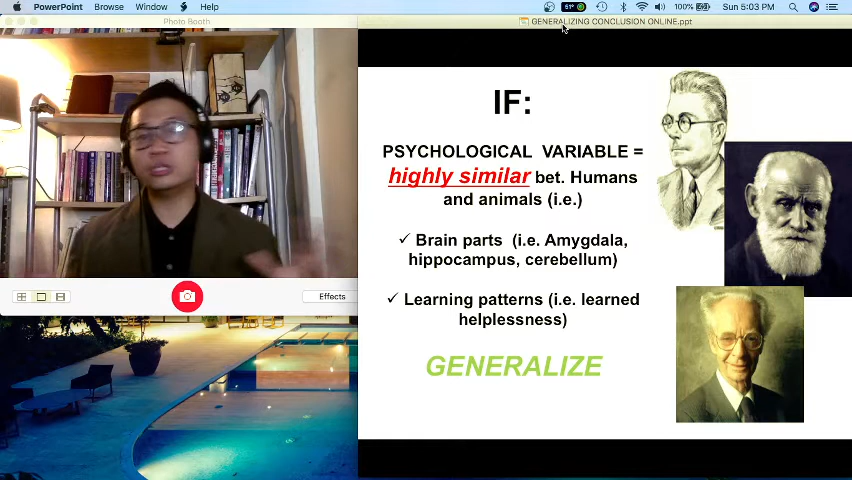 PowerPoint Browse Window Help
51°
100%
Sun 5:03 PM
Photo Booth
GENERALIZING CONCLUSION ONLINE.ppt
IF:
PSYCHOLOGICAL VARIABLE =
highly similar bet. Humans
and animals (i.e.)
✓ Brain parts (i.e. Amygdala,
hippocampus, cerebellum)
✓ Learning patterns (i.e. learned
helplessness)
GENERALIZE
Effects